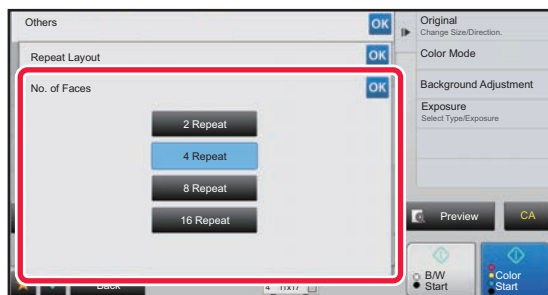 Others
OK
Repeat Layout
OK
No. of Faces
OK
2 Repeat
4 Repeat
8 Repeat
16 Repeat
Original
Change Size/Direction.
Color Mode
Background Adjustment
Exposure
Select Type/Exposure
Preview
CA
B/W
Start
Color
Start
Back
4 11x17